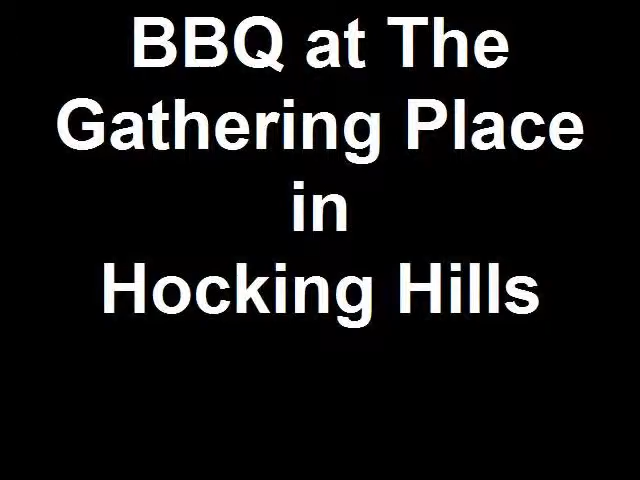 BBQ at The
Gathering Place
in
Hocking Hills